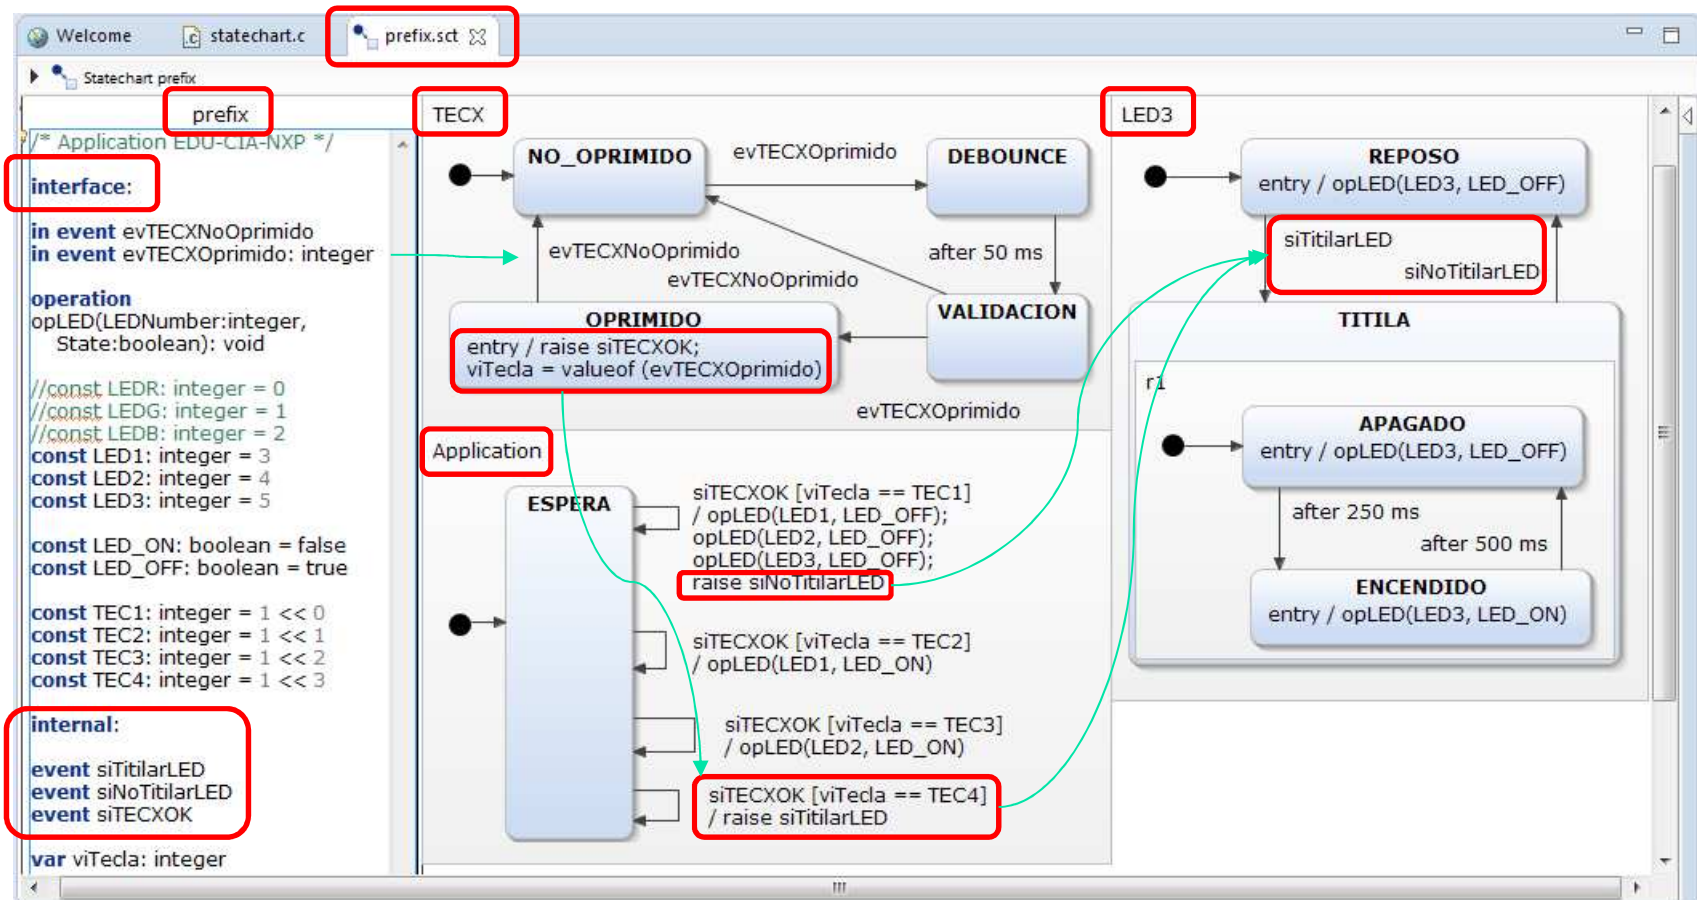 Welcome
.c statechart.c
prefix.sct
Statechart prefix
prefix
/* Application EDU-CIA-NXP */
interface:
in event evTECXNoOprimido
in event evTECXOprimido: integer
operation
opLED(LEDNumber:integer,
State:boolean): void
//const LEDR: integer = 0
//const LEDG: integer = 1
//const LEDB: integer = 2
const LED1: integer = 3
const LED2: integer = 4
const LED3: integer = 5
const LED_ON: boolean = false
const LED_OFF: boolean = true
const TEC1: integer = 1 << 0
const TEC2: integer = 1 << 1
const TEC3: integer = 1 << 2
const TEC4: integer = 1 << 3
internal:
event siTitilarLED
event siNoTitilarLED
event siTECXOK
var viTecla: integer
TECX
NO_OPRIMIDO
evTECXOprimido
DEBOUNCE
evTECXNoOprimido
after 50 ms
evTECXNoOprimido
OPRIMIDO
entry / raise siTECXOK;
viTecla = valueof (evTECXOprimido)
VALIDACION
evTECXOprimido
Application
ESPERA
siTECXOK [viTecla == TEC1]
/ opLED(LED1, LED_OFF);
opLED(LED2, LED_OFF);
opLED(LED3, LED_OFF);
raise siNoTitilarLED
siTECXOK [viTecla == TEC2]
/ opLED(LED1, LED_ON)
siTECXOK [viTecla == TEC3]
/ opLED(LED2, LED_ON)
siTECXOK [viTecla == TEC4]
/ raise siTitilarLED
LED3
REPOSO
entry / opLED(LED3, LED_OFF)
siTitilarLED
siNoTitilarLED
TITILA
r1
APAGADO
entry / opLED(LED3, LED_OFF)
after 250 ms
after 500 ms
ENCENDIDO
entry / opLED(LED3, LED_ON)